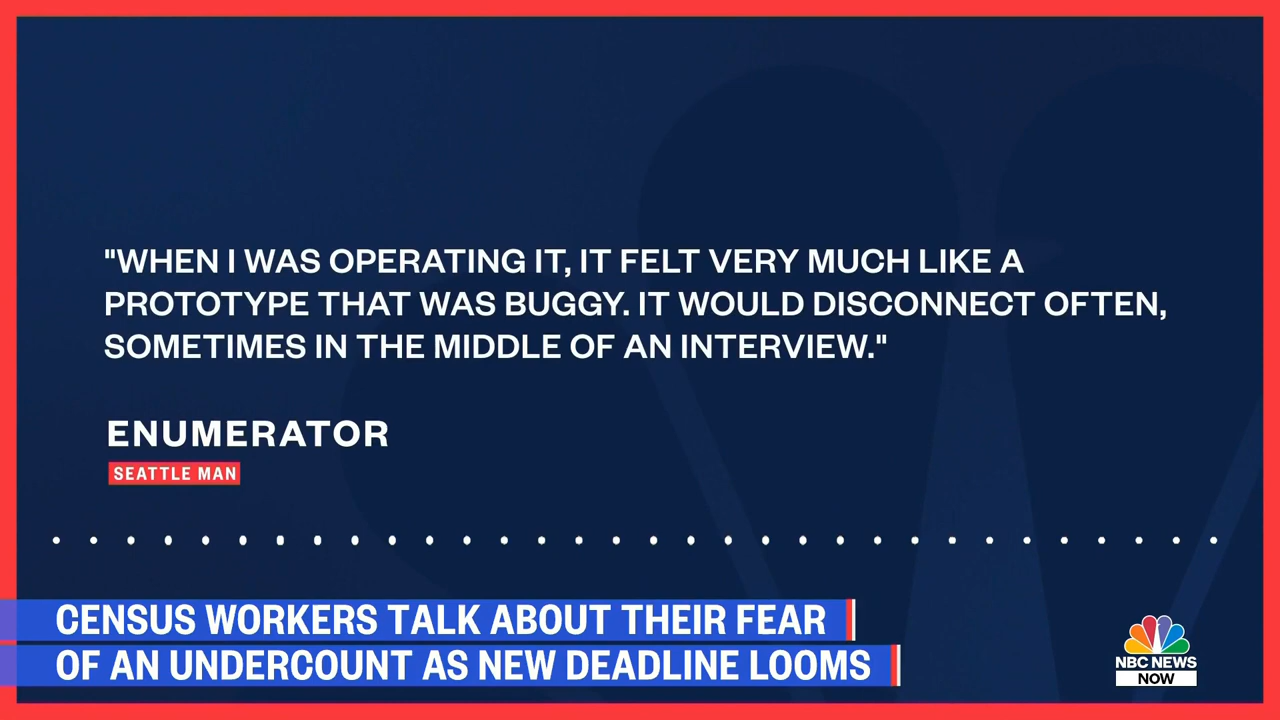 "WHEN I WAS OPERATING IT, IT FELT VERY MUCH LIKE A
PROTOTYPE THAT WAS BUGGY. IT WOULD DISCONNECT OFTEN,
SOMETIMES IN THE MIDDLE OF AN INTERVIEW."
ENUMERATOR
SEATTLE MAN
CENSUS WORKERS TALK ABOUT THEIR FEAR
OF AN UNDERCOUNT AS NEW DEADLINE LOOMS
NBC NEWS
NOW